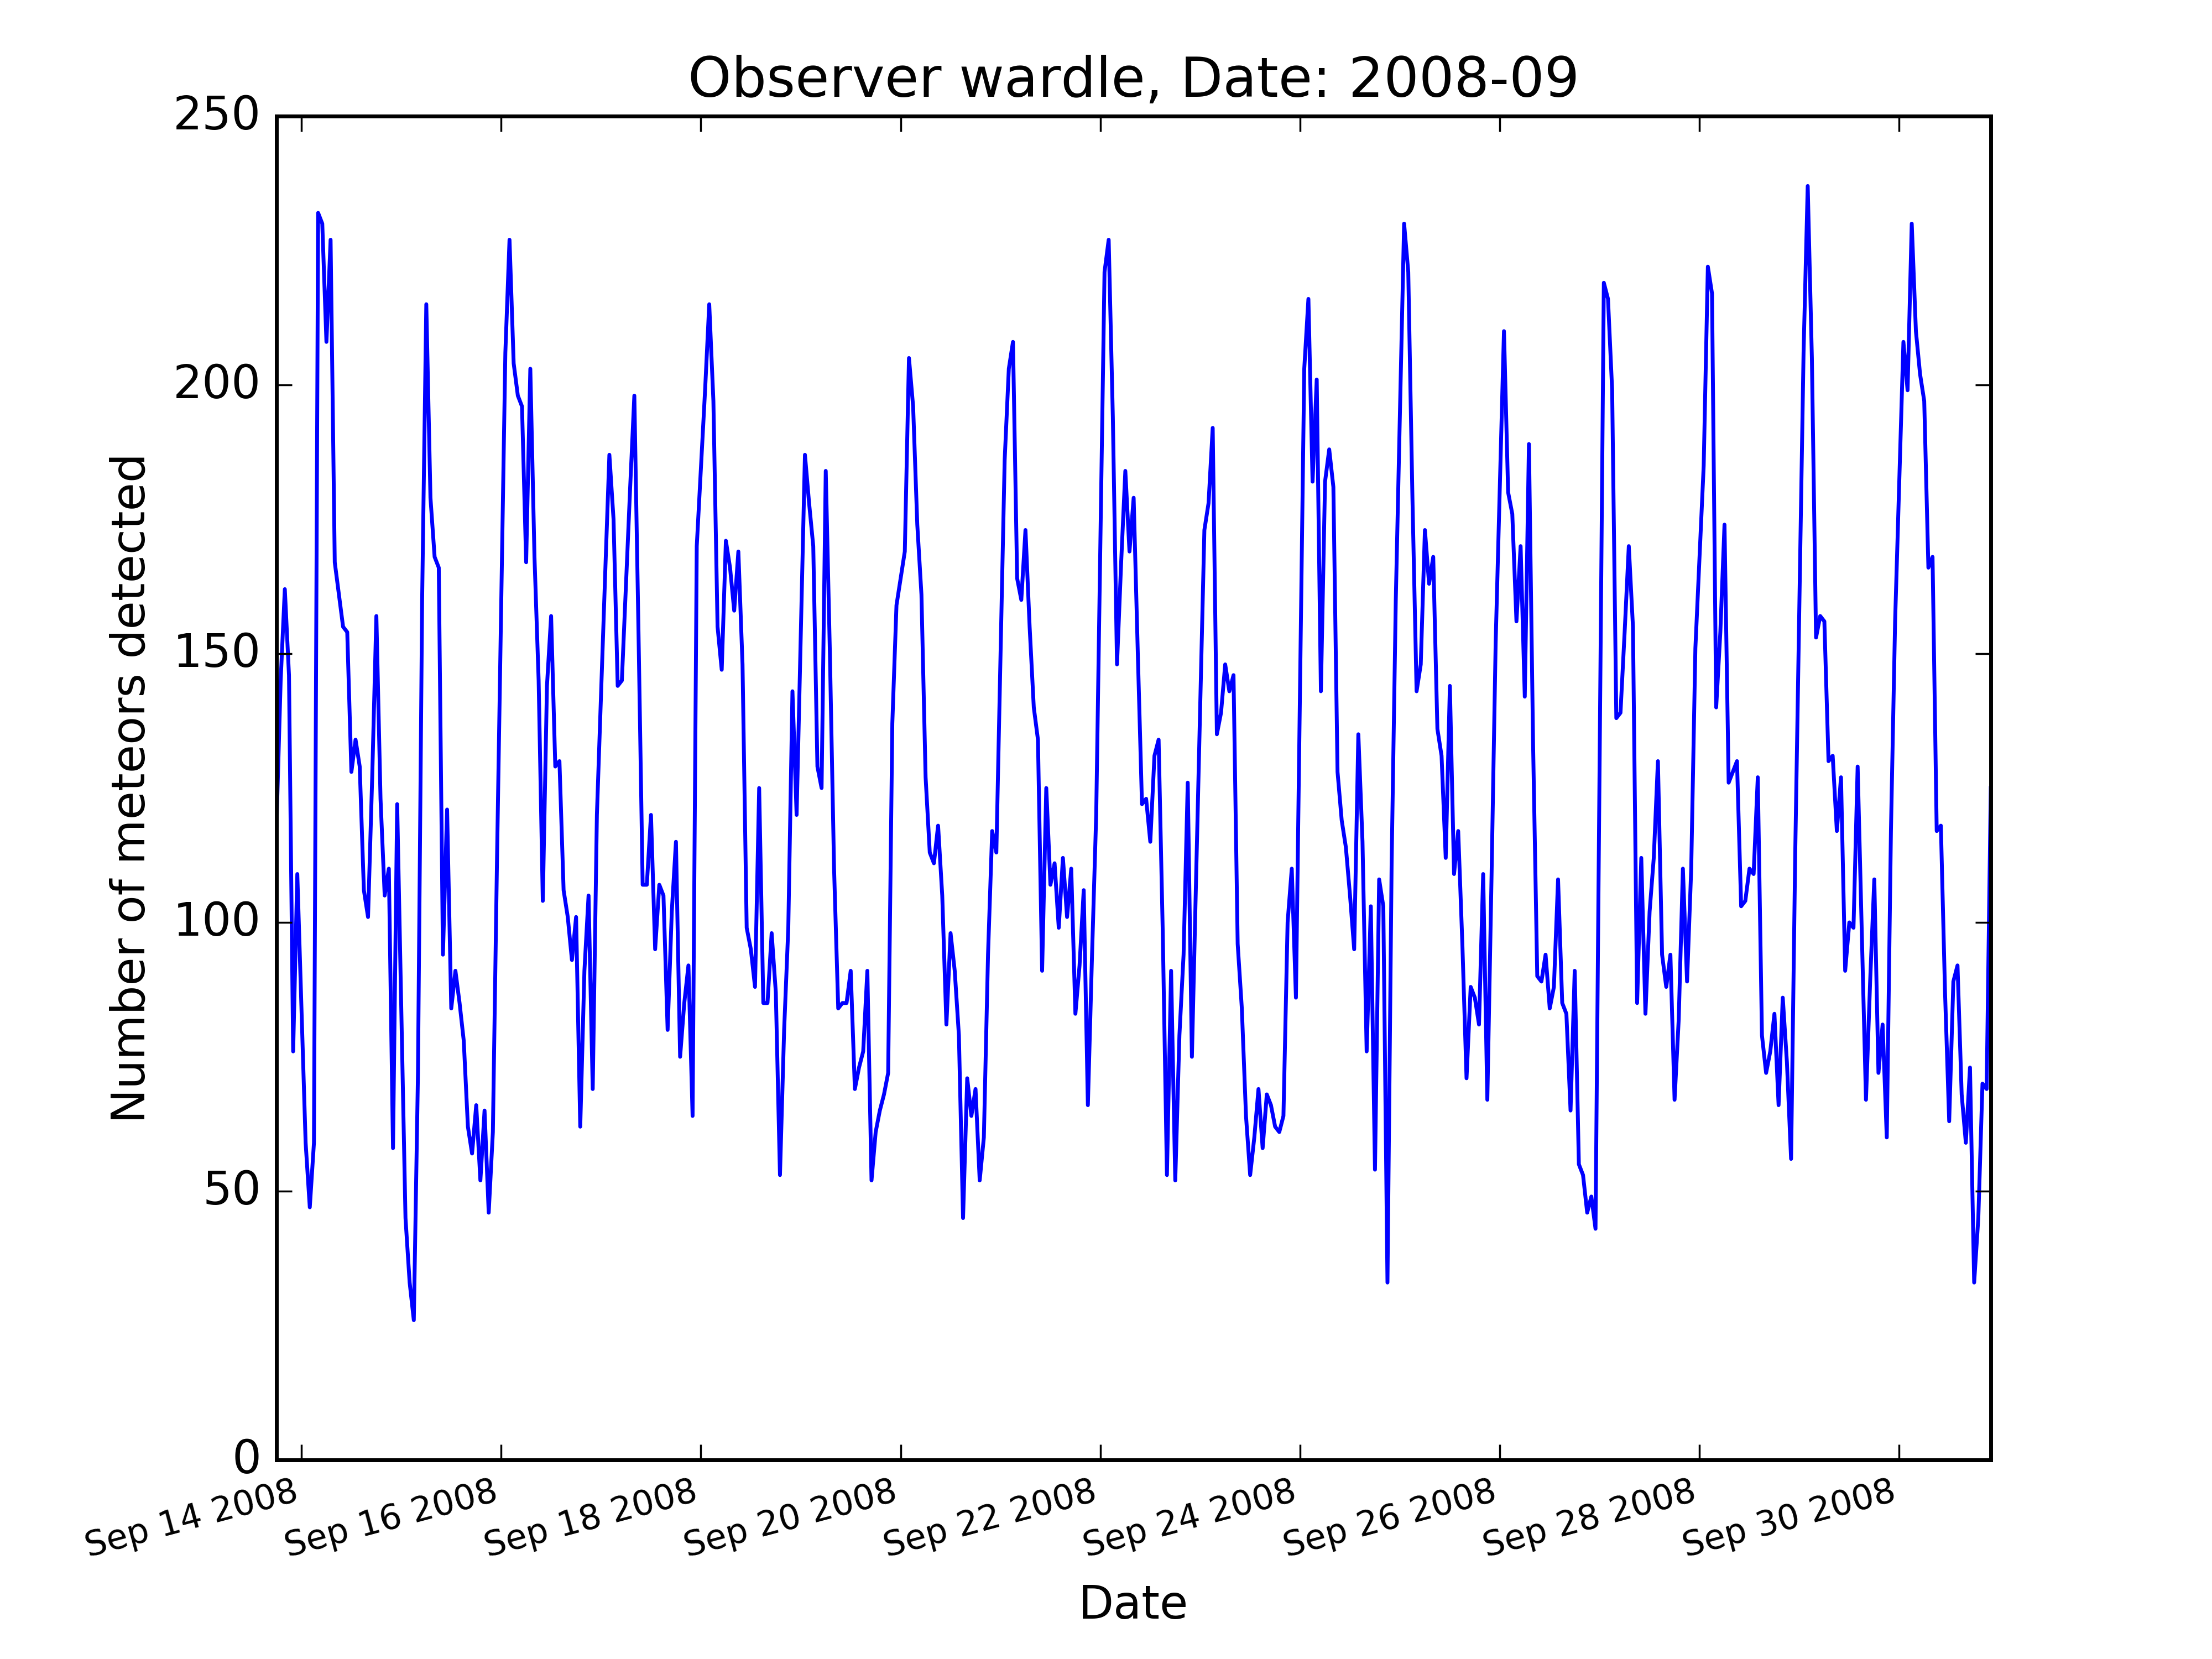 Observer wardle, Date: 2008-09
250
200
150
100
50
0
Number of meteors detected
Sep 14 2008
Sep 16 2008
Sep 18 2008
Sep 20 2008
Sep 22 2008
Sep 24 2008
Sep 26 2008
Sep 28 2008
Sep 30 2008
Date